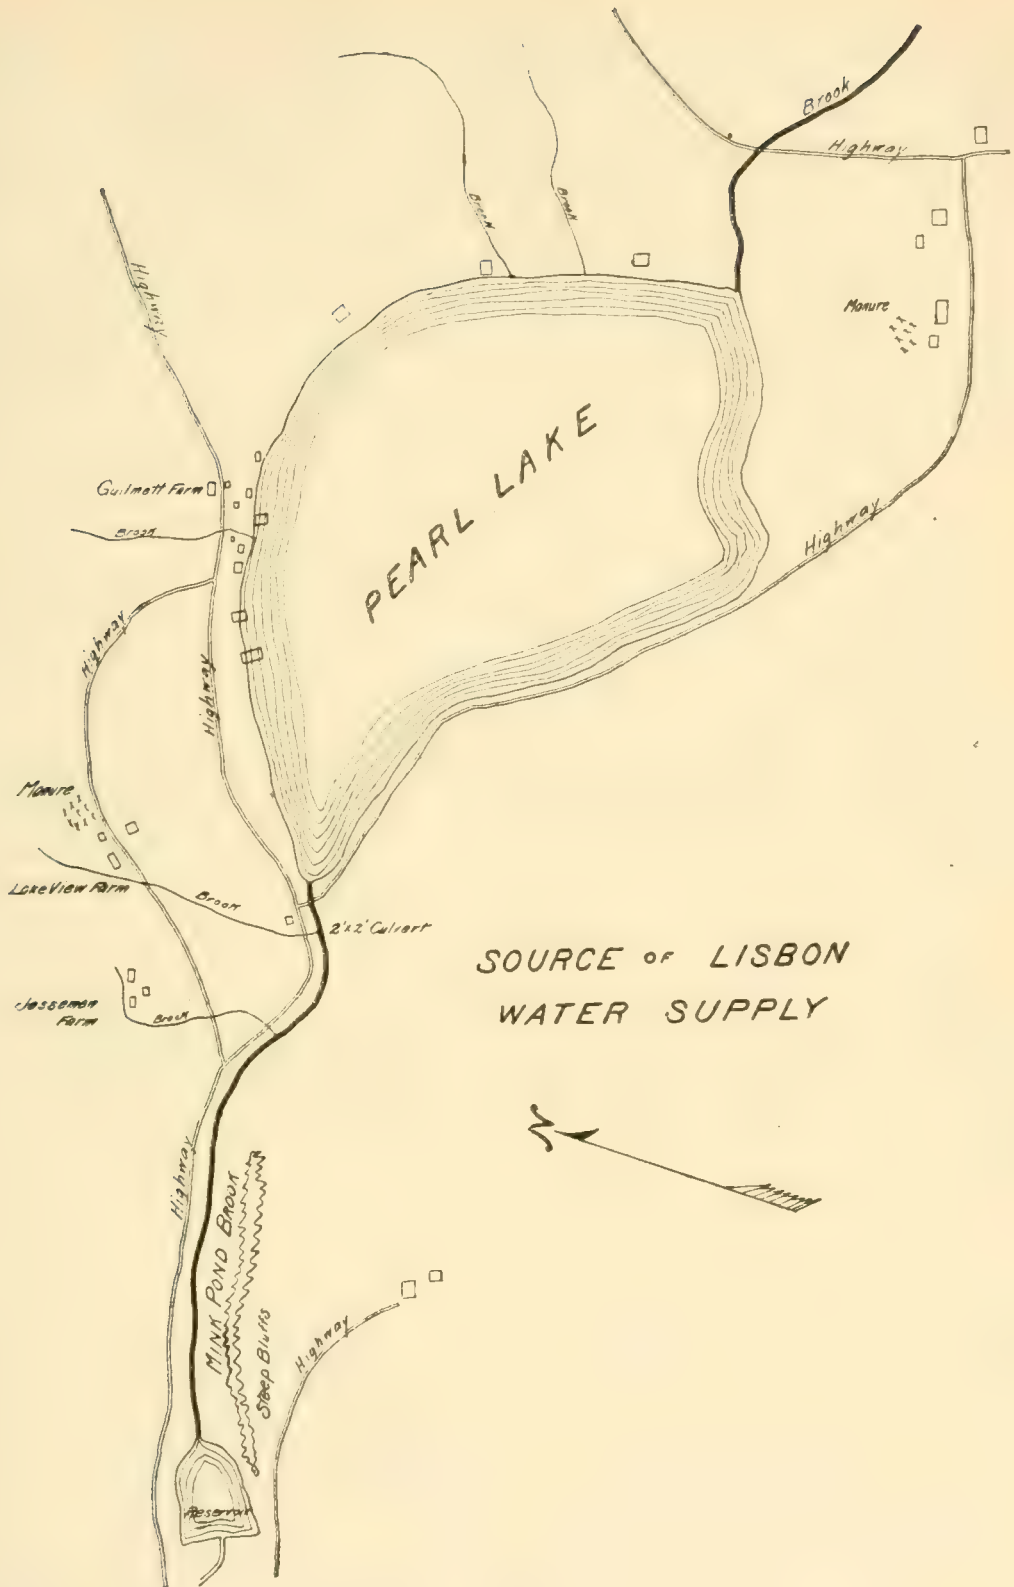 Brook
Highway
Brook
Brook
Highway
Manure
PEARL LAKE
Guilmett Farm
Brook
Highway
Highway
Highway
Manure
Lake View Farm
Brook
2'x2' Culvert
Jesseman
Farm
Brook
SOURCE OF LISBON
WATER SUPPLY
N
Highway
MINK POND BROOK
Steep Bluffs
Highway
Reservoir